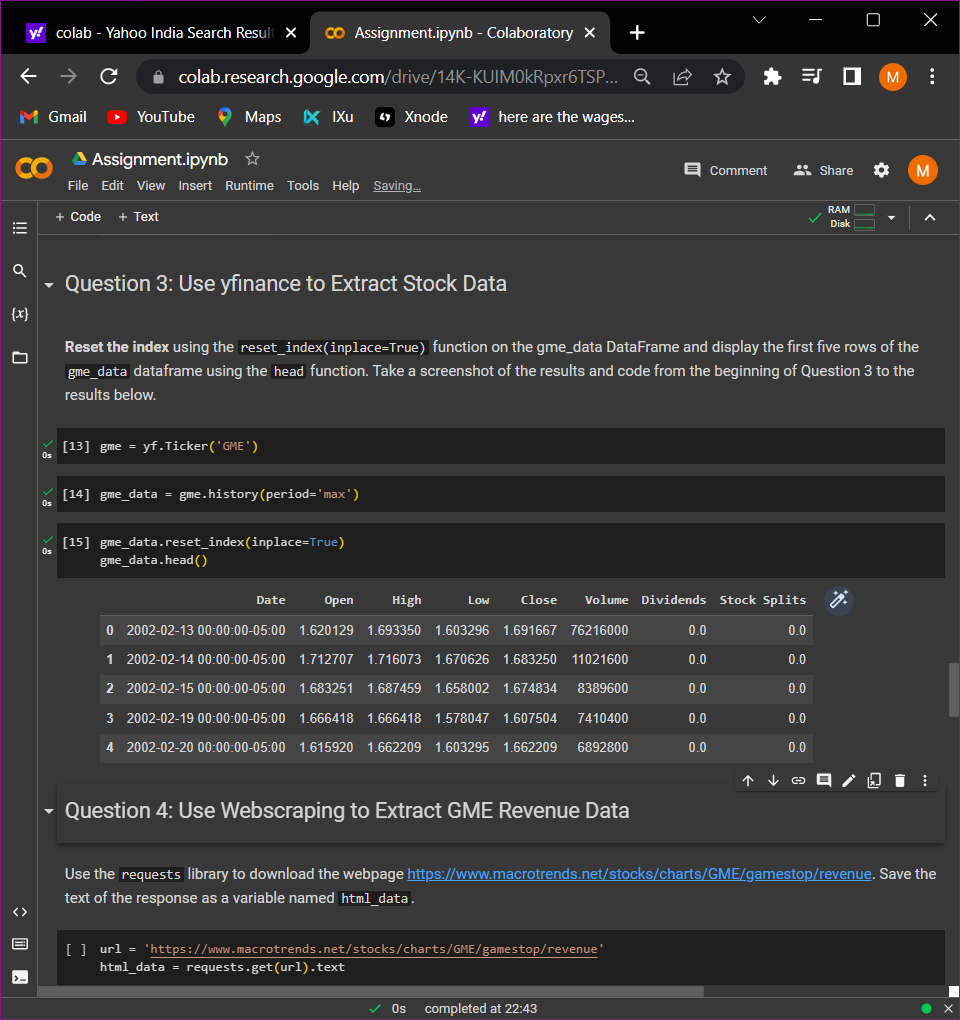 colab - Yahoo India Search Result
Assignment.ipynb - Colaboratory
colab.research.google.com/drive/14K-KUIM0kRpxr6TSP...
M
Gmail YouTube Maps IXu Xnode here are the wages...
Assignment.ipynb
File Edit View Insert Runtime Tools Help Saving...
Comment Share M
+ Code + Text
RAM
Disk
Question 3: Use yfinance to Extract Stock Data
Reset the index using the reset_index(inplace=True) function on the gme_data DataFrame and display the first five rows of the
gme_data dataframe using the head function. Take a screenshot of the results and code from the beginning of Question 3 to the
results below.
0s [13] gme = yf.Ticker('GME')
0s [14] gme_data = gme.history(period='max')
0s [15] gme_data.reset_index(inplace=True)
gme_data.head()
Date Open High Low Close Volume Dividends Stock Splits
0 2002-02-13 00:00:00-05:00 1.620129 1.693350 1.603296 1.691667 76216000 0.0 0.0
1 2002-02-14 00:00:00-05:00 1.712707 1.716073 1.670626 1.683250 11021600 0.0 0.0
2 2002-02-15 00:00:00-05:00 1.683251 1.687459 1.658002 1.674834 8389600 0.0 0.0
3 2002-02-19 00:00:00-05:00 1.666418 1.666418 1.578047 1.607504 7410400 0.0 0.0
4 2002-02-20 00:00:00-05:00 1.615920 1.662209 1.603295 1.662209 6892800 0.0 0.0
Question 4: Use Webscraping to Extract GME Revenue Data
Use the requests library to download the webpage https://www.macrotrends.net/stocks/charts/GME/gamestop/revenue. Save the
text of the response as a variable named html_data.
[ ] url = 'https://www.macrotrends.net/stocks/charts/GME/gamestop/revenue'
html_data = requests.get(url).text
0s completed at 22:43